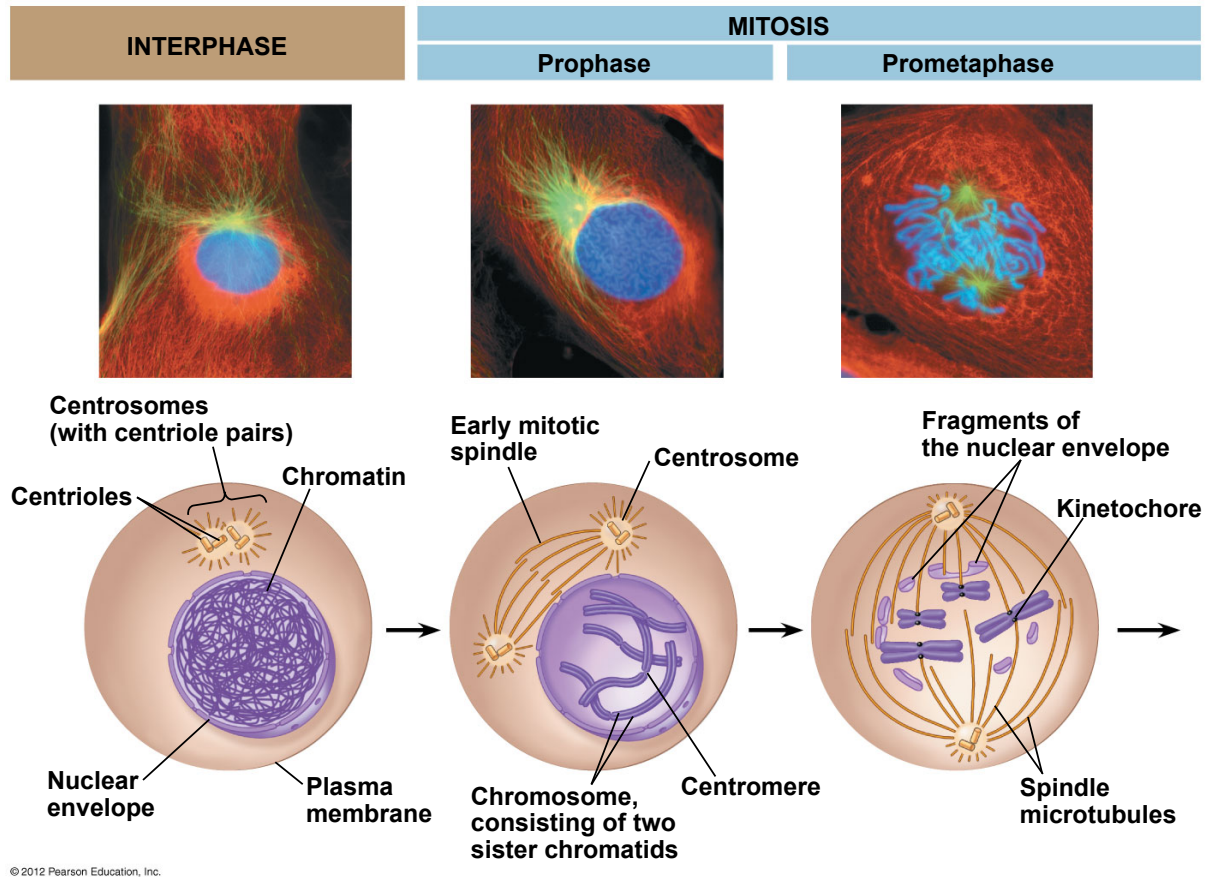 INTERPHASE
MITOSIS
Prophase
Prometaphase
Centrosomes
(with centriole pairs)
Centrioles
Chromatin
Nuclear
envelope
Plasma
membrane
Early mitotic
spindle
Centrosome
Chromosome,
consisting of two
sister chromatids
Centromere
Fragments of
the nuclear envelope
Kinetochore
Spindle
microtubules
© 2012 Pearson Education, Inc.